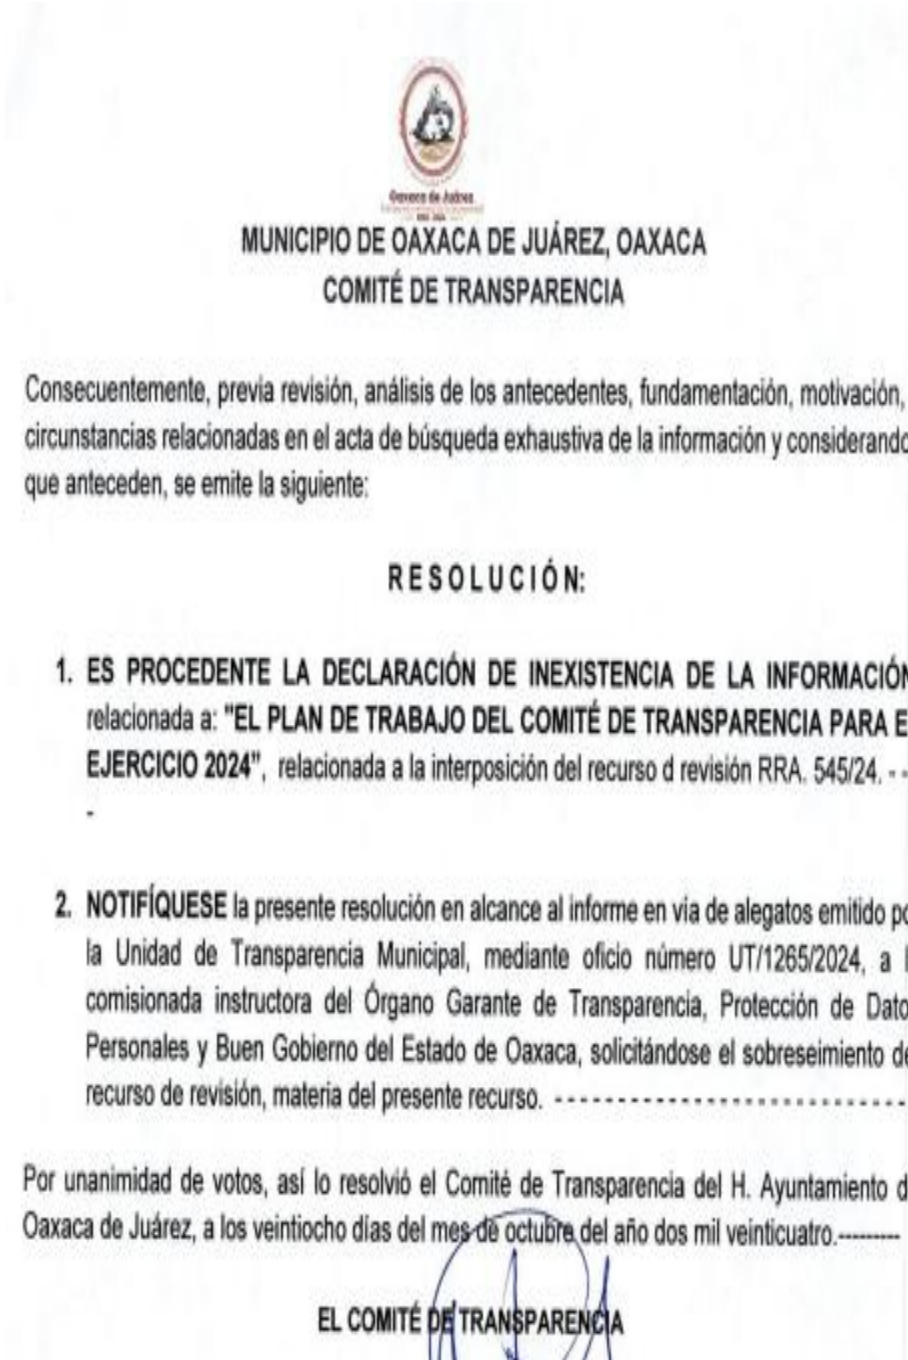 Oaxaca de Juárez
MUNICIPIO DE OAXACA DE JUÁREZ, OAXACA
COMITÉ DE TRANSPARENCIA
Consecuentemente, previa revisión, análisis de los antecedentes, fundamentación, motivación,
circunstancias relacionadas en el acta de búsqueda exhaustiva de la información y considerando
que anteceden, se emite la siguiente:
R E S O L U C I Ó N:
1. ES PROCEDENTE LA DECLARACIÓN DE INEXISTENCIA DE LA INFORMACIÓN
relacionada a: "EL PLAN DE TRABAJO DEL COMITÉ DE TRANSPARENCIA PARA E
EJERCICIO 2024", relacionada a la interposición del recurso d revisión RRA. 545/24. - -
-
2. NOTIFÍQUESE la presente resolución en alcance al informe en via de alegatos emitido po
la Unidad de Transparencia Municipal, mediante oficio número UT/1265/2024, a l
comisionada instructora del Órgano Garante de Transparencia, Protección de Dato
Personales y Buen Gobierno del Estado de Oaxaca, solicitándose el sobreseimiento de
recurso de revisión, materia del presente recurso. - - - - - - - - - - - - - - - - - - - - - - - - - - - -
Por unanimidad de votos, así lo resolvió el Comité de Transparencia del H. Ayuntamiento d
Oaxaca de Juárez, a los veintiocho días del mes de octubre del año dos mil veinticuatro.---------
EL COMITÉ DE TRANSPARENCIA